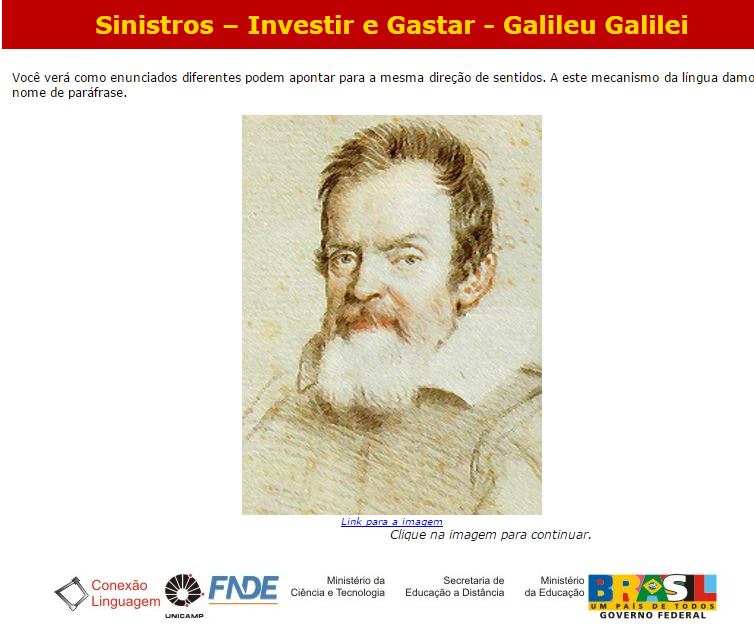 Sinistros – Investir e Gastar - Galileu Galilei
Você verá como enunciados diferentes podem apontar para a mesma direção de sentidos. A este mecanismo da língua damo
nome de paráfrase.
Link para a imagem
Clique na imagem para continuar.
Conexão
Linguagem
UNICAMP
FNDE
Ministério da
Ciência e Tecnologia
Secretaria de
Educação a Distância
Ministério
da Educação
BRASIL
UM PAÍS DE TODOS
GOVERNO FEDERAL